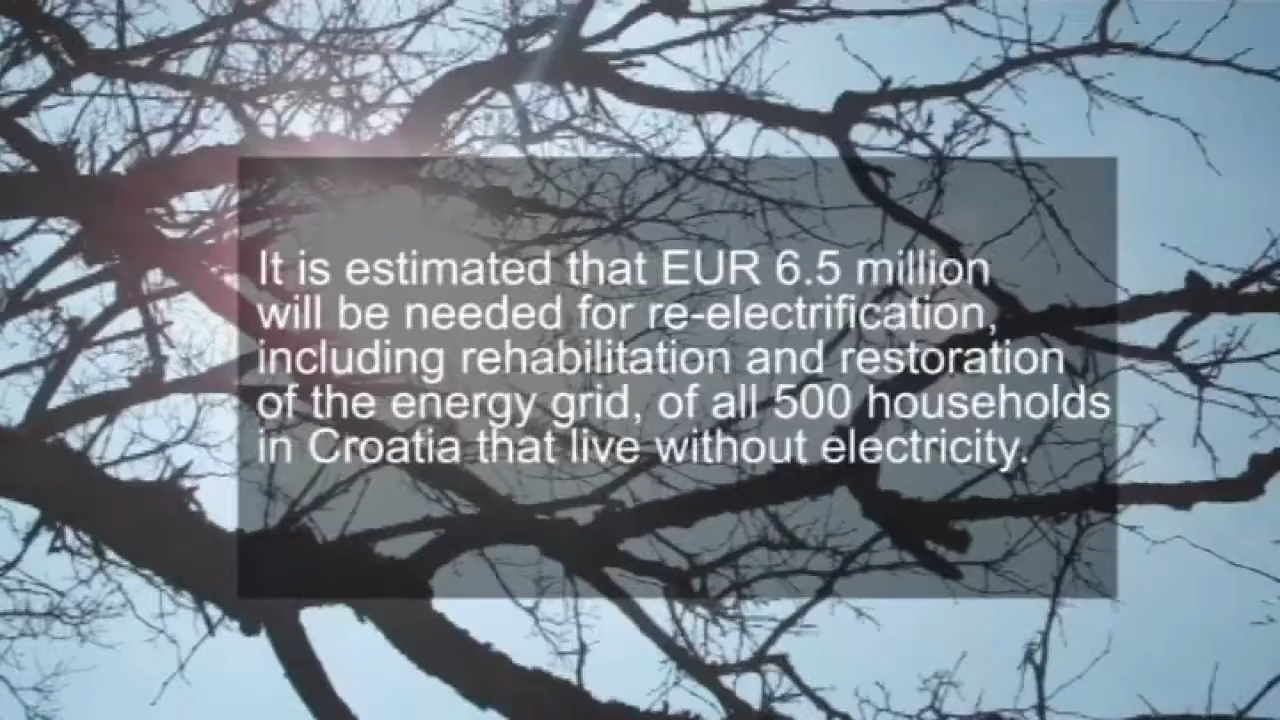 It is estimated that EUR 6.5 million
will be needed for re-electrification,
including rehabilitation and restoration
of the energy grid, of all 500 households
in Croatia that live without electricity.